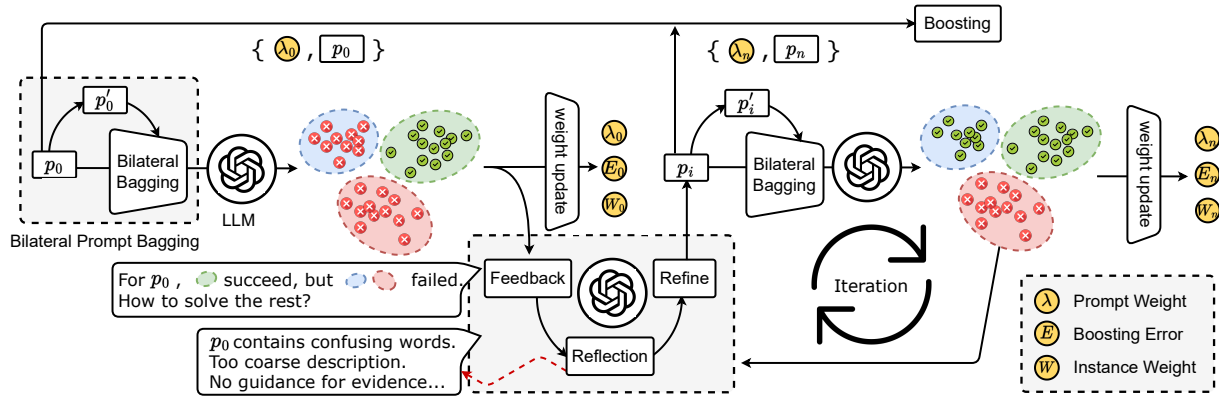 Boosting
{ λ₀ , p₀ }
{ λₙ , pₙ }
p₀′
p₀
Bilateral
Bagging
LLM
Bilateral Prompt Bagging
weight update
λ₀
E₀
W₀
pᵢ′
pᵢ
Bilateral
Bagging
weight update
λₙ
Eₙ
Wₙ
For p₀ , succeed, but failed.
How to solve the rest?
Feedback
Refine
Reflection
p₀ contains confusing words.
Too coarse description.
No guidance for evidence...
Iteration
λ Prompt Weight
E Boosting Error
W Instance Weight